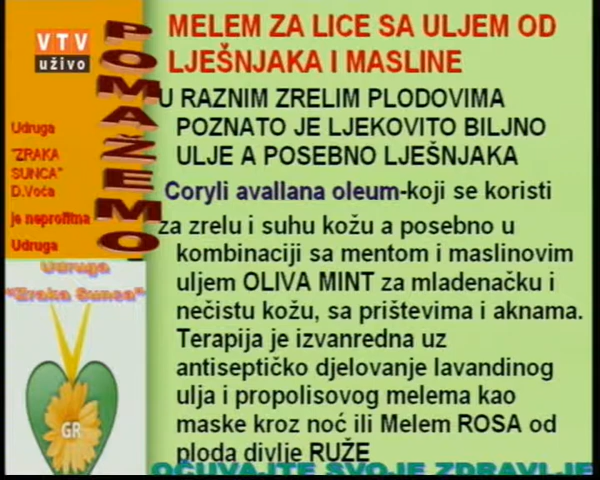 VTV
uživo
POMAŽEMO
Udruga
"ZRAKA
SUNCA"
D.Voća
je neprofitna
Udruga
Udruga
"Zraka Sunca"
GR
MELEM ZA LICE SA ULJEM OD
LJEŠNJAKA I MASLINE
U RAZNIM ZRELIM PLODOVIMA
POZNATO JE LJEKOVITO BILJNO
ULJE A POSEBNO LJEŠNJAKA
Coryli avallana oleum-koji se koristi
za zrelu i suhu kožu a posebno u
kombinaciji sa mentom i maslinovim
uljem OLIVA MINT za mladenačku i
nečistu kožu, sa prištevima i aknama.
Terapija je izvanredna uz
antiseptičko djelovanje lavandinog
ulja i propolisovog melema kao
maske kroz noć ili Melem ROSA od
ploda divlje RUŽE
OČUVAJTE SVOJE ZDRAVLJE